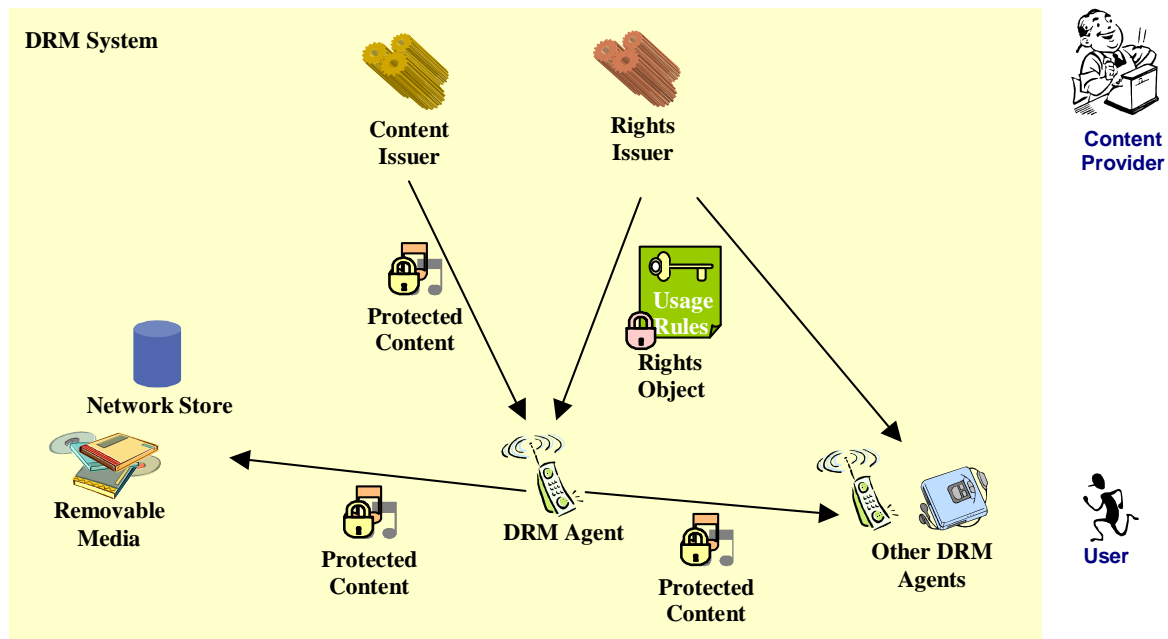 DRM System
Content
Issuer
Rights
Issuer
Content
Provider
Protected
Content
Usage
Rules
Rights
Object
Network Store
Removable
Media
Protected
Content
DRM Agent
Protected
Content
Other DRM
Agents
User